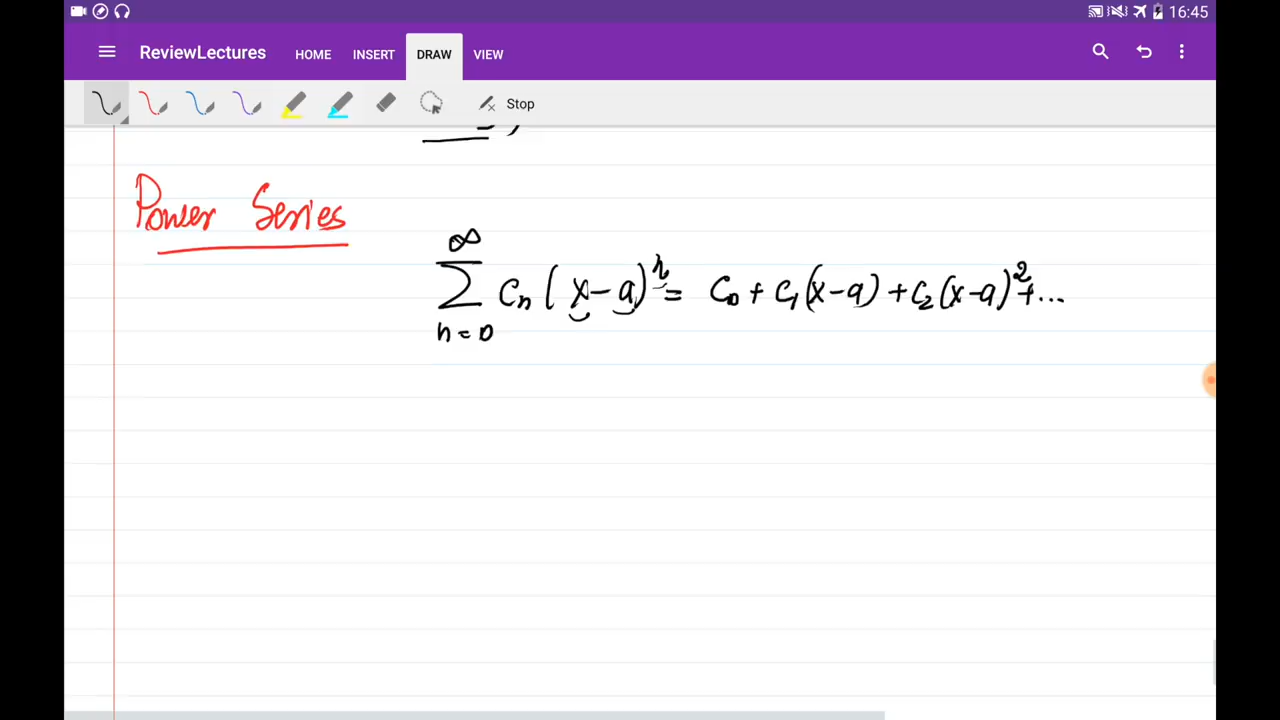 16:45
ReviewLectures HOME INSERT DRAW VIEW
Stop
Power Series
∞
∑ cₙ(x-a)ⁿ = c₀ + c₁(x-a) + c₂(x-a)² + ...
n=0